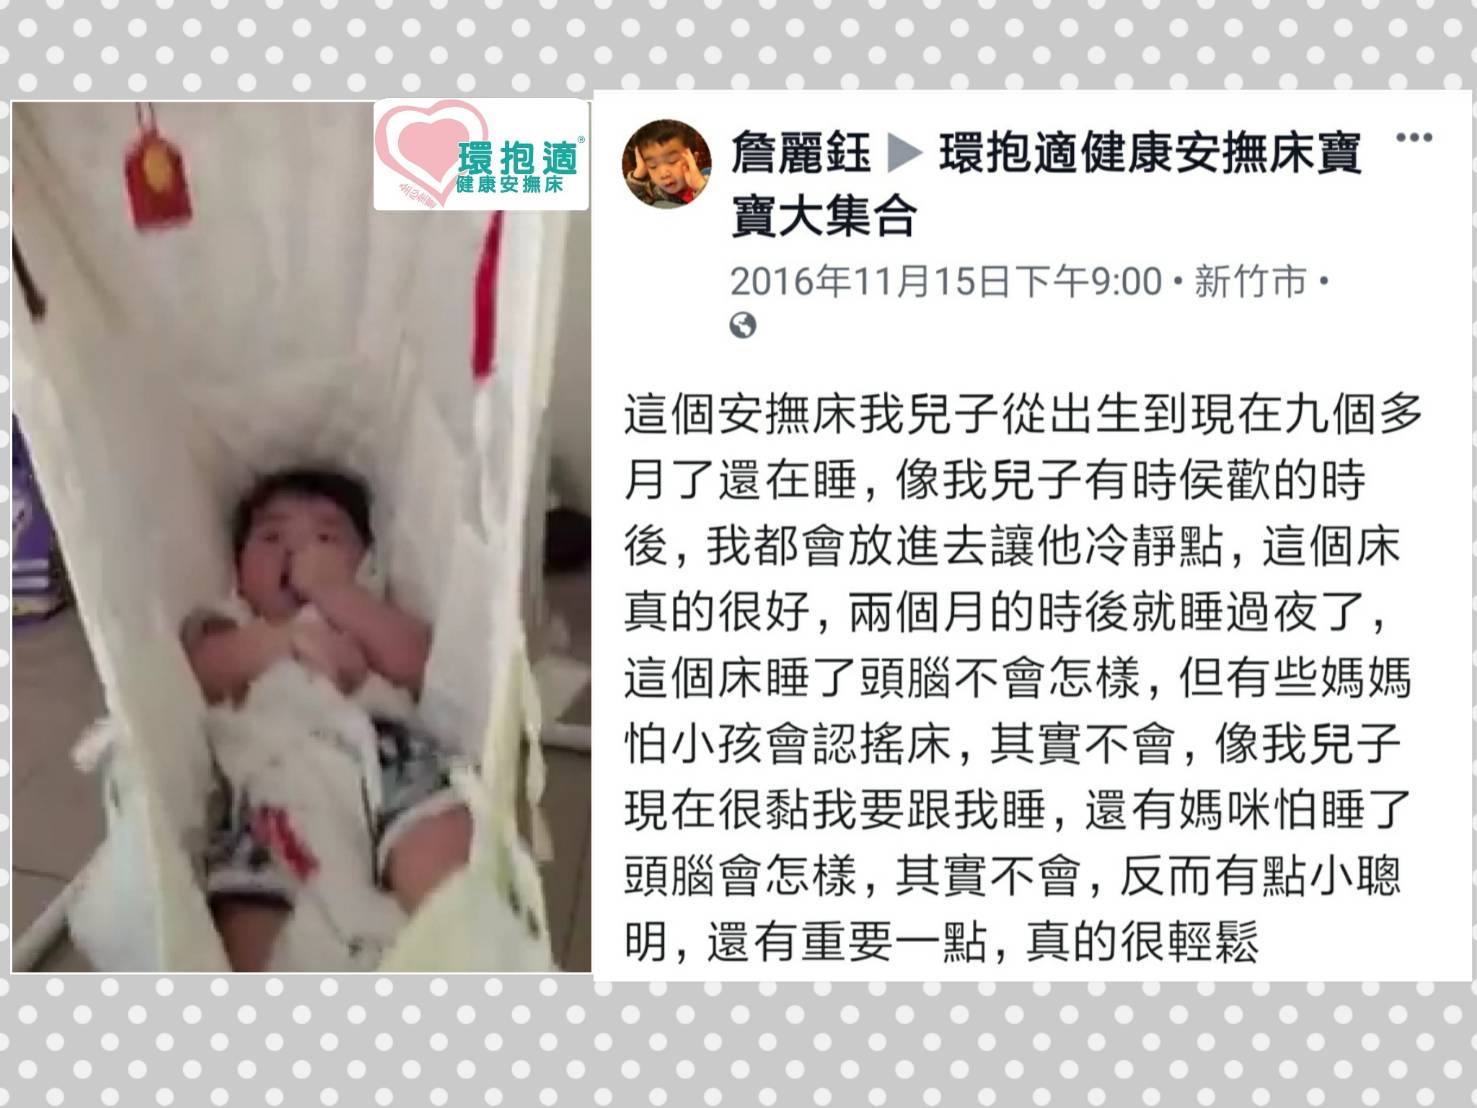 環抱適®
健康安撫床
詹麗鈺 ▶ 環抱適健康安撫床寶
寶大集合
2016年11月15日下午9:00 • 新竹市 •
這個安撫床我兒子從出生到現在九個多
月了還在睡, 像我兒子有時侯歡的時
後, 我都會放進去讓他冷靜點, 這個床
真的很好, 兩個月的時後就睡過夜了,
這個床睡了頭腦不會怎樣, 但有些媽媽
怕小孩會認搖床, 其實不會, 像我兒子
現在很黏我要跟我睡, 還有媽咪怕睡了
頭腦會怎樣, 其實不會, 反而有點小聰
明, 還有重要一點, 真的很輕鬆